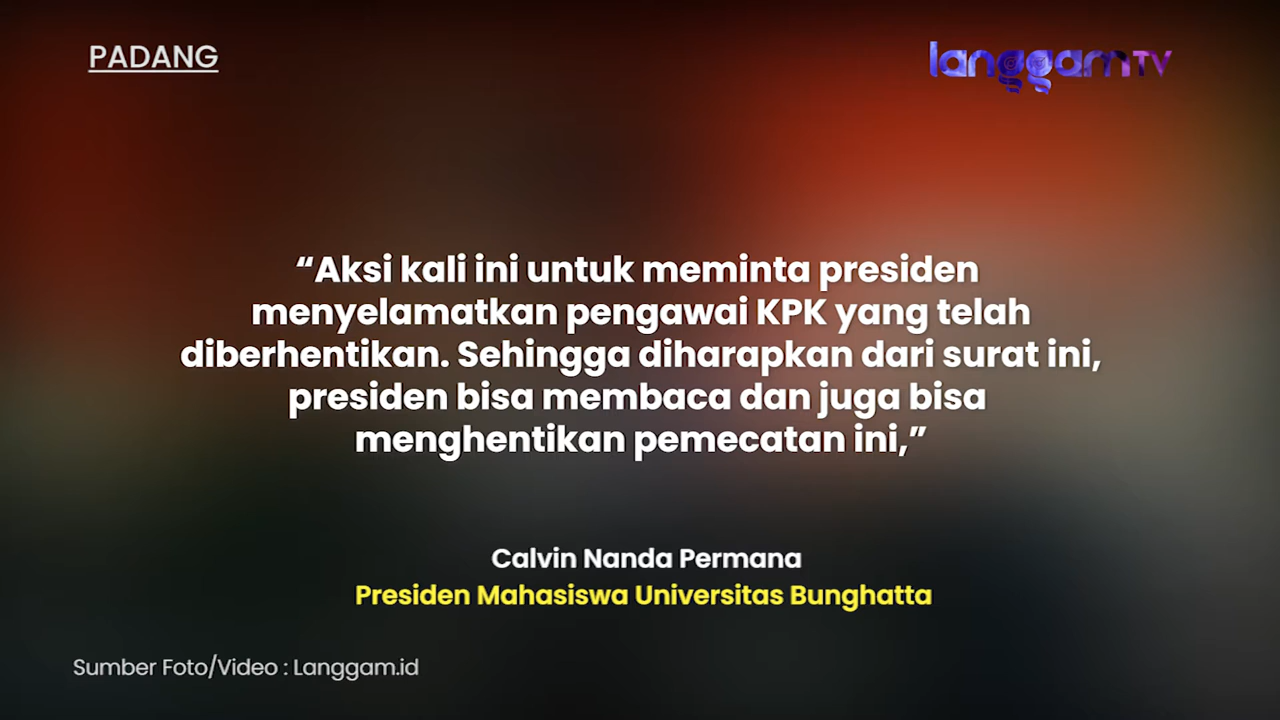 PADANG
langgam TV
“Aksi kali ini untuk meminta presiden
menyelamatkan pengawai KPK yang telah
diberhentikan. Sehingga diharapkan dari surat ini,
presiden bisa membaca dan juga bisa
menghentikan pemecatan ini,”
Calvin Nanda Permana
Presiden Mahasiswa Universitas Bunghatta
Sumber Foto/Video : Langgam.id